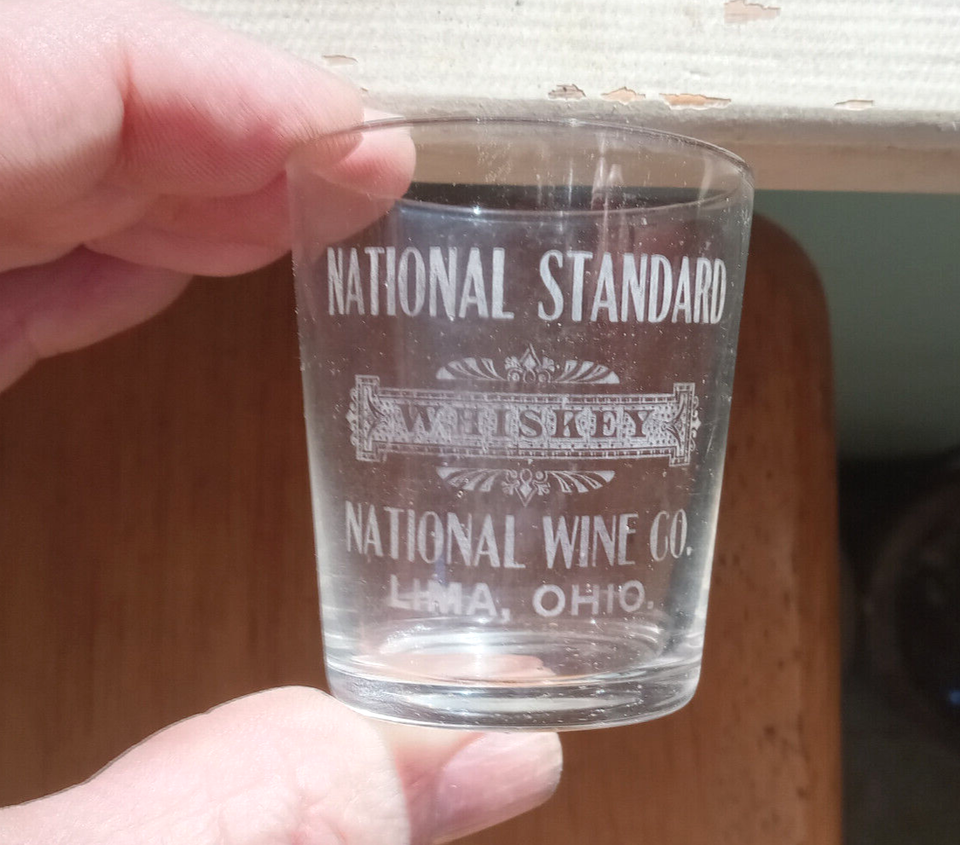 NATIONAL STANDARD
WHISKEY
NATIONAL WINE CO.
LIMA, OHIO.